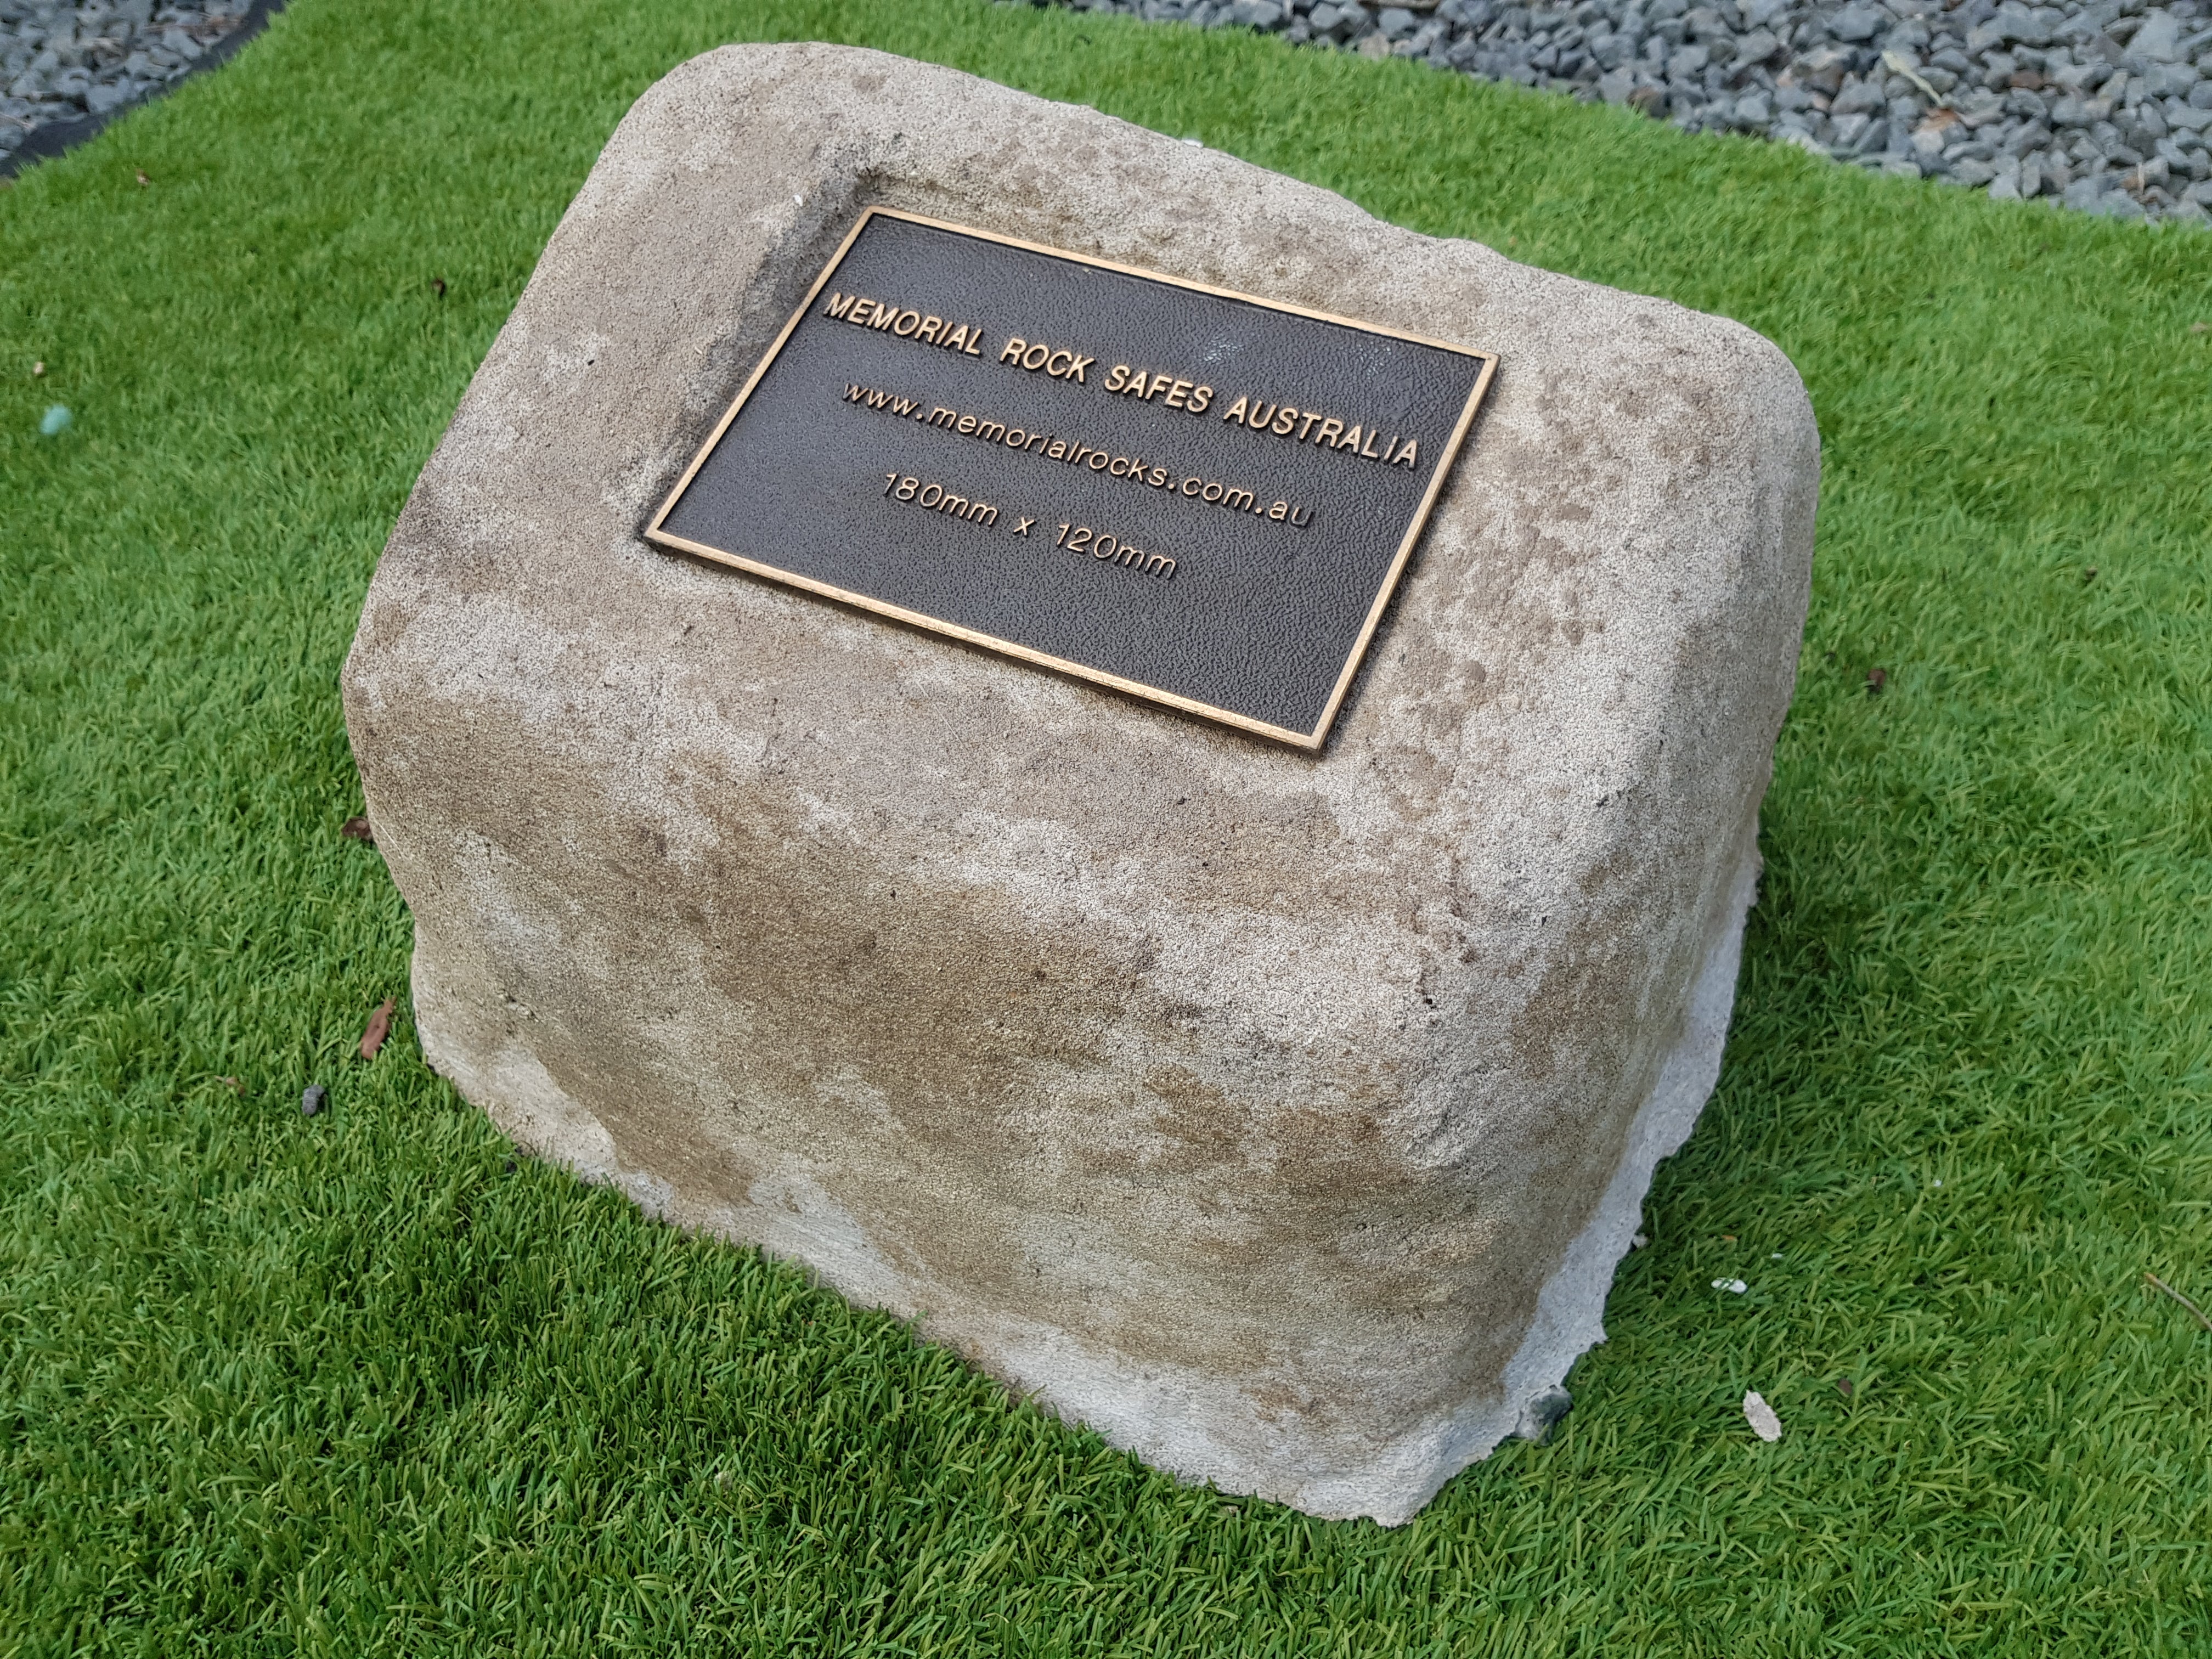 MEMORIAL ROCK SAFES AUSTRALIA
www.memorialrocks.com.au
180mm x 120mm